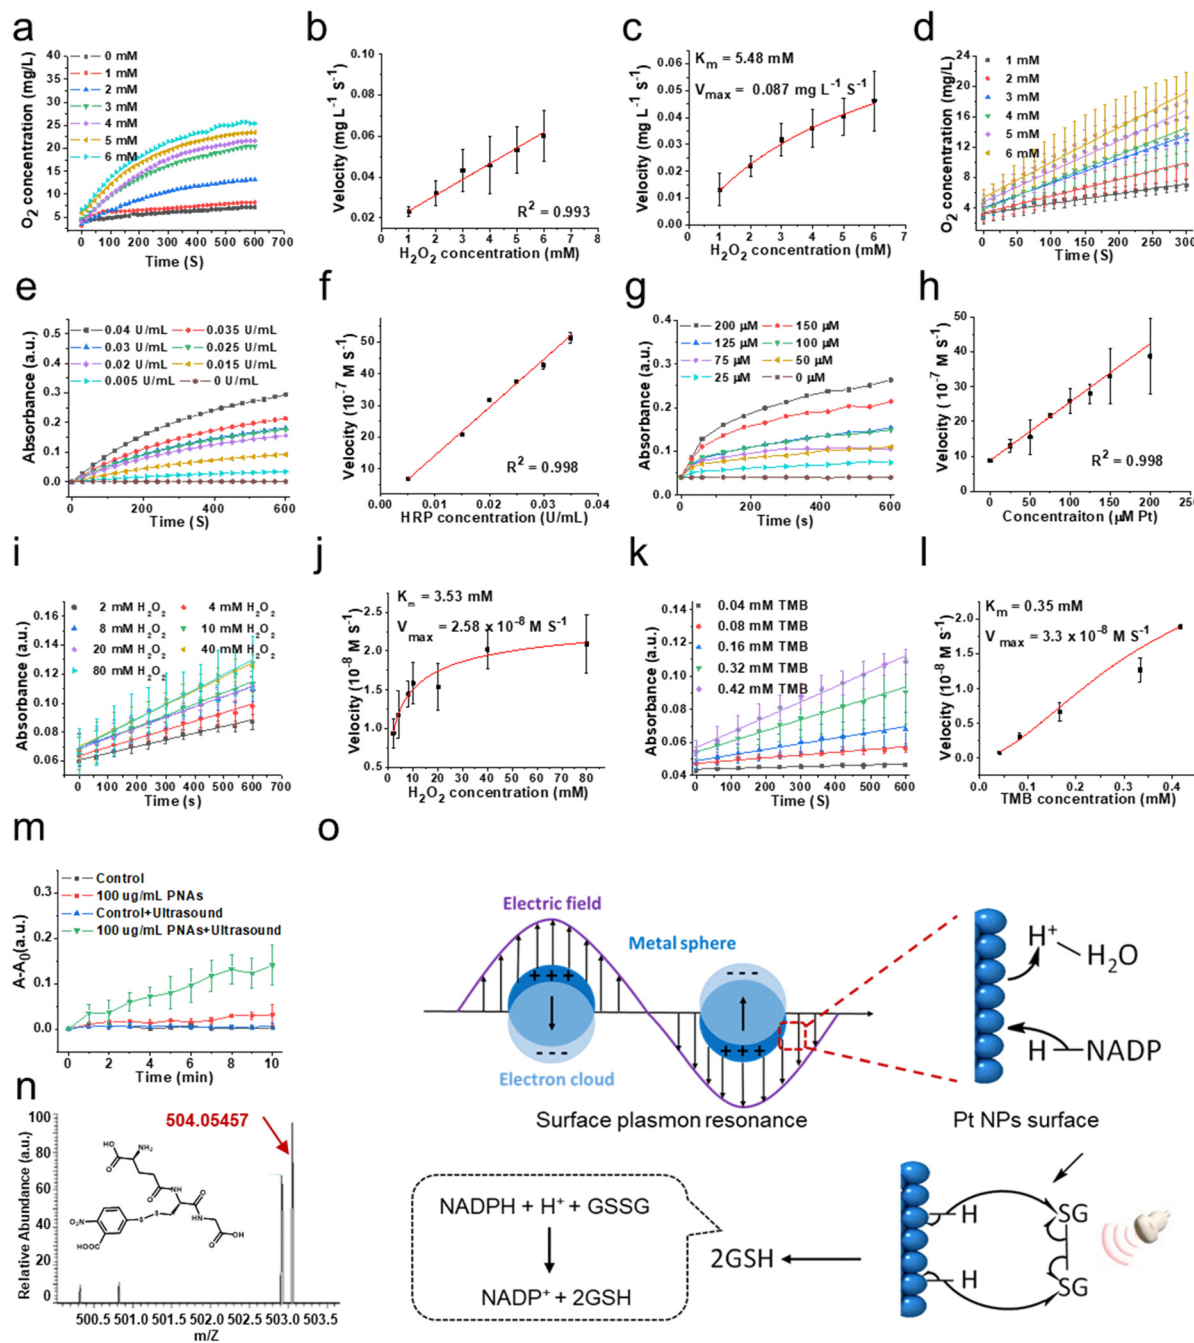 a
O2 concentration (mg/L)
40
35
30
25
20
15
10
5
0 mM
1 mM
2 mM
3 mM
4 mM
5 mM
6 mM
0 100 200 300 400 500 600 700
Time (S)
b
Velocity (mg L-1 S-1)
0.10
0.08
0.06
0.04
0.02
R2 = 0.993
0 1 2 3 4 5 6 7 8
H2O2 concentration (mM)
c
Velocity (mg L-1 S-1)
Km = 5.48 mM
Vmax = 0.087 mg L-1 S-1
0.06
0.05
0.04
0.03
0.02
0.01
0.00
0 1 2 3 4 5 6 7
H2O2 concentration (mM)
d
O2 concentration (mg/L)
24
20
16
12
8
4
1 mM
2 mM
3 mM
4 mM
5 mM
6 mM
0 50 100 150 200 250 300
Time (S)
e
Absorbance (a.u.)
0.5
0.4
0.3
0.2
0.1
0.0
0.04 U/mL 0.035 U/mL
0.03 U/mL 0.025 U/mL
0.02 U/mL 0.015 U/mL
0.005 U/mL 0 U/mL
0 200 400 600
Time (S)
f
Velocity (10-7 M S-1)
50
40
30
20
10
R2 = 0.998
0.00 0.01 0.02 0.03 0.04
HRP concentration (U/mL)
g
Absorbance (a.u.)
0.4
0.3
0.2
0.1
0.0
200 μM 150 μM
125 μM 100 μM
75 μM 50 μM
25 μM 0 μM
0 200 400 600
Time (s)
h
Velocity (10-7 M S-1)
50
40
30
20
10
0
R2 = 0.998
0 50 100 150 200 250
Concentraiton (μM Pt)
i
Absorbance (a.u.)
0.16
0.14
0.12
0.10
0.08
0.06
2 mM H2O2 4 mM H2O2
8 mM H2O2 10 mM H2O2
20 mM H2O2 40 mM H2O2
80 mM H2O2
0 100 200 300 400 500 600 700
Time (s)
j
Velocity (10-8 M S-1)
Km = 3.53 mM
Vmax = 2.58 x 10-8 M S-1
2.5
2.0
1.5
1.0
0.5
0 20 40 60 80
H2O2 concentration (mM)
k
Absorbance (a.u.)
0.14
0.12
0.10
0.08
0.06
0.04
0.04 mM TMB
0.08 mM TMB
0.16 mM TMB
0.32 mM TMB
0.42 mM TMB
0 100 200 300 400 500 600
Time (S)
l
Velocity (10-8 M S-1)
Km = 0.35 mM
Vmax = 3.3 x 10-8 M S-1
2.0
1.5
1.0
0.5
0.0
0.0 0.1 0.2 0.3 0.4
TMB concentration (mM)
m
A-A0(a.u.)
0.3
0.2
0.1
0.0
Control
100 ug/mL PNAs
Control+Ultrasound
100 ug/mL PNAs+Ultrasound
0 2 4 6 8 10
Time (min)
n
Relative Abundance (a.u.)
100
80
60
40
20
0
504.05457
HO
NH2
O
O
NH
O
O2N
S
S
NH
HOOC
O
OH
500.5 501.0 501.5 502.0 502.5 503.0 503.5
m/Z
o
Electric field
Metal sphere
+ + +
- - -
- - -
+ + +
Electron cloud
Surface plasmon resonance
H+
H2O
H
NADP
Pt NPs surface
NADPH + H+ + GSSG
NADP+ + 2GSH
2GSH
H
SG
H
SG